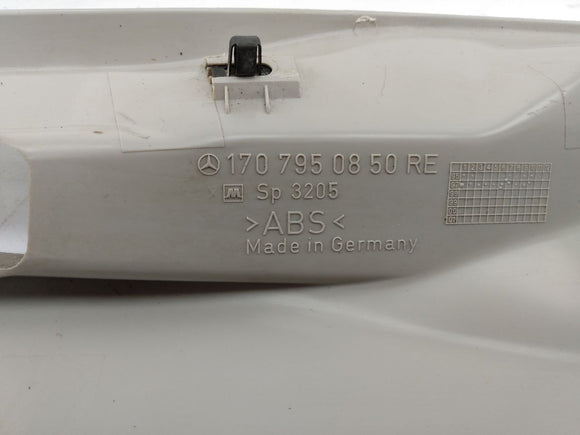 170 795 08 50 RE
Sp 3205
>ABS<
Made in Germany